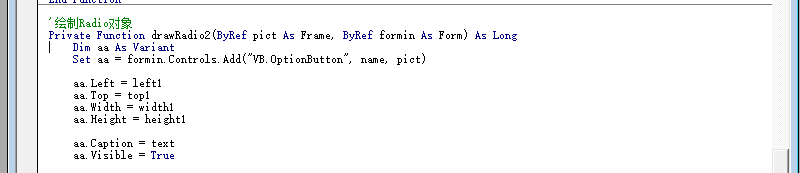 End Function
'绘制Radio对象
Private Function drawRadio2(ByRef pict As Frame, ByRef formin As Form) As Long
Dim aa As Variant
Set aa = formin.Controls.Add("VB.OptionButton", name, pict)
aa.Left = left1
aa.Top = top1
aa.Width = width1
aa.Height = height1
aa.Caption = text
aa.Visible = True